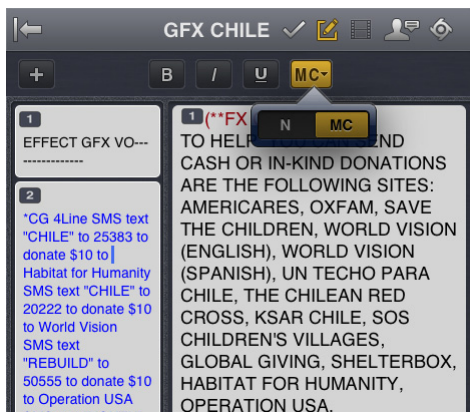 GFX CHILE
+
B I U MC
N MC
1
EFFECT GFX VO---
-------------
2
*CG 4Line SMS text
"CHILE" to 25383 to
donate $10 to
Habitat for Humanity
SMS text "CHILE" to
20222 to donate $10
to World Vision
SMS text
"REBUILD" to
50555 to donate $10
to Operation USA
1 (**FX
TO HELP YOU CAN SEND
CASH OR IN-KIND DONATIONS
ARE THE FOLLOWING SITES:
AMERICARES, OXFAM, SAVE
THE CHILDREN, WORLD VISION
(ENGLISH), WORLD VISION
(SPANISH), UN TECHO PARA
CHILE, THE CHILEAN RED
CROSS, KSAR CHILE, SOS
CHILDREN'S VILLAGES,
GLOBAL GIVING, SHELTERBOX,
HABITAT FOR HUMANITY,
OPERATION USA.